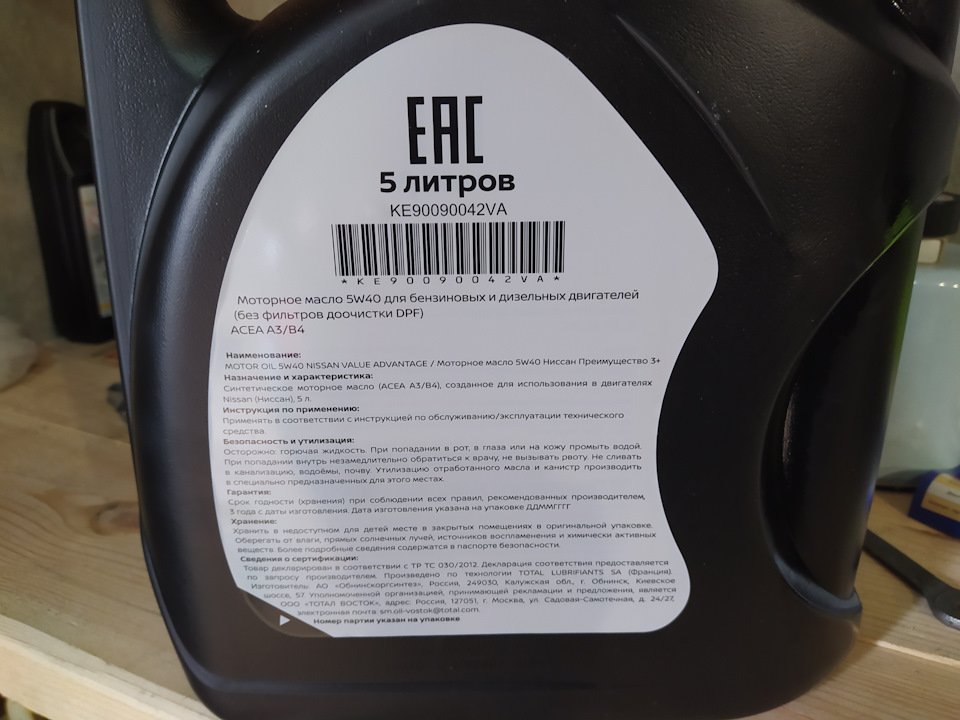 EAC
5 литров
KE90090042VA
*KE90090042VA*
Моторное масло 5W40 для бензиновых и дизельных двигателей
(без фильтров доочистки DPF)
ACEA A3/B4
Наименование:
MOTOR OIL 5W40 NISSAN VALUE ADVANTAGE / Моторное масло 5W40 Ниссан Преимущество 3+
Назначение и характеристика:
Синтетическое моторное масло (ACEA A3/B4), созданное для использования в двигателях
Nissan (Ниссан), 5 л.
Инструкция по применению:
Применять в соответствии с инструкцией по обслуживанию/эксплуатации технического
средства.
Безопасность и утилизация:
Осторожно: горючая жидкость. При попадании в рот, в глаза или на кожу промыть водой.
При попадании внутрь незамедлительно обратиться к врачу, не вызывать рвоту. Не сливать
в канализацию, водоёмы, почву. Утилизацию отработанного масла и канистр производить
в специально предназначенных для этого местах.
Гарантия:
Срок годности (хранения) при соблюдении всех правил, рекомендованных производителем,
3 года с даты изготовления. Дата изготовления указана на упаковке ДДММГГГГ
Хранение:
Хранить в недоступном для детей месте в закрытых помещениях в оригинальной упаковке.
Оберегать от влаги, прямых солнечных лучей, источников воспламенения и химически активных
веществ. Более подробные сведения содержатся в паспорте безопасности.
Сведения о сертификации:
Товар декларирован в соответствии с ТР ТС 030/2012. Декларация соответствия предоставляется
по запросу производителем. Произведено по технологии TOTAL LUBRIFIANTS SA (Франция).
Изготовитель: АО «Обнинскоргсинтез», Россия, 249030, Калужская обл., г. Обнинск, Киевское
шоссе, 57. Уполномоченной организацией, принимающей рекламации и предложения, является
ООО «ТОТАЛ ВОСТОК», адрес: Россия, 127051, г. Москва, ул. Садовая-Самотечная, д. 24/27,
электронная почта: sm.oil-vostok@total.com.
Номер партии указан на упаковке